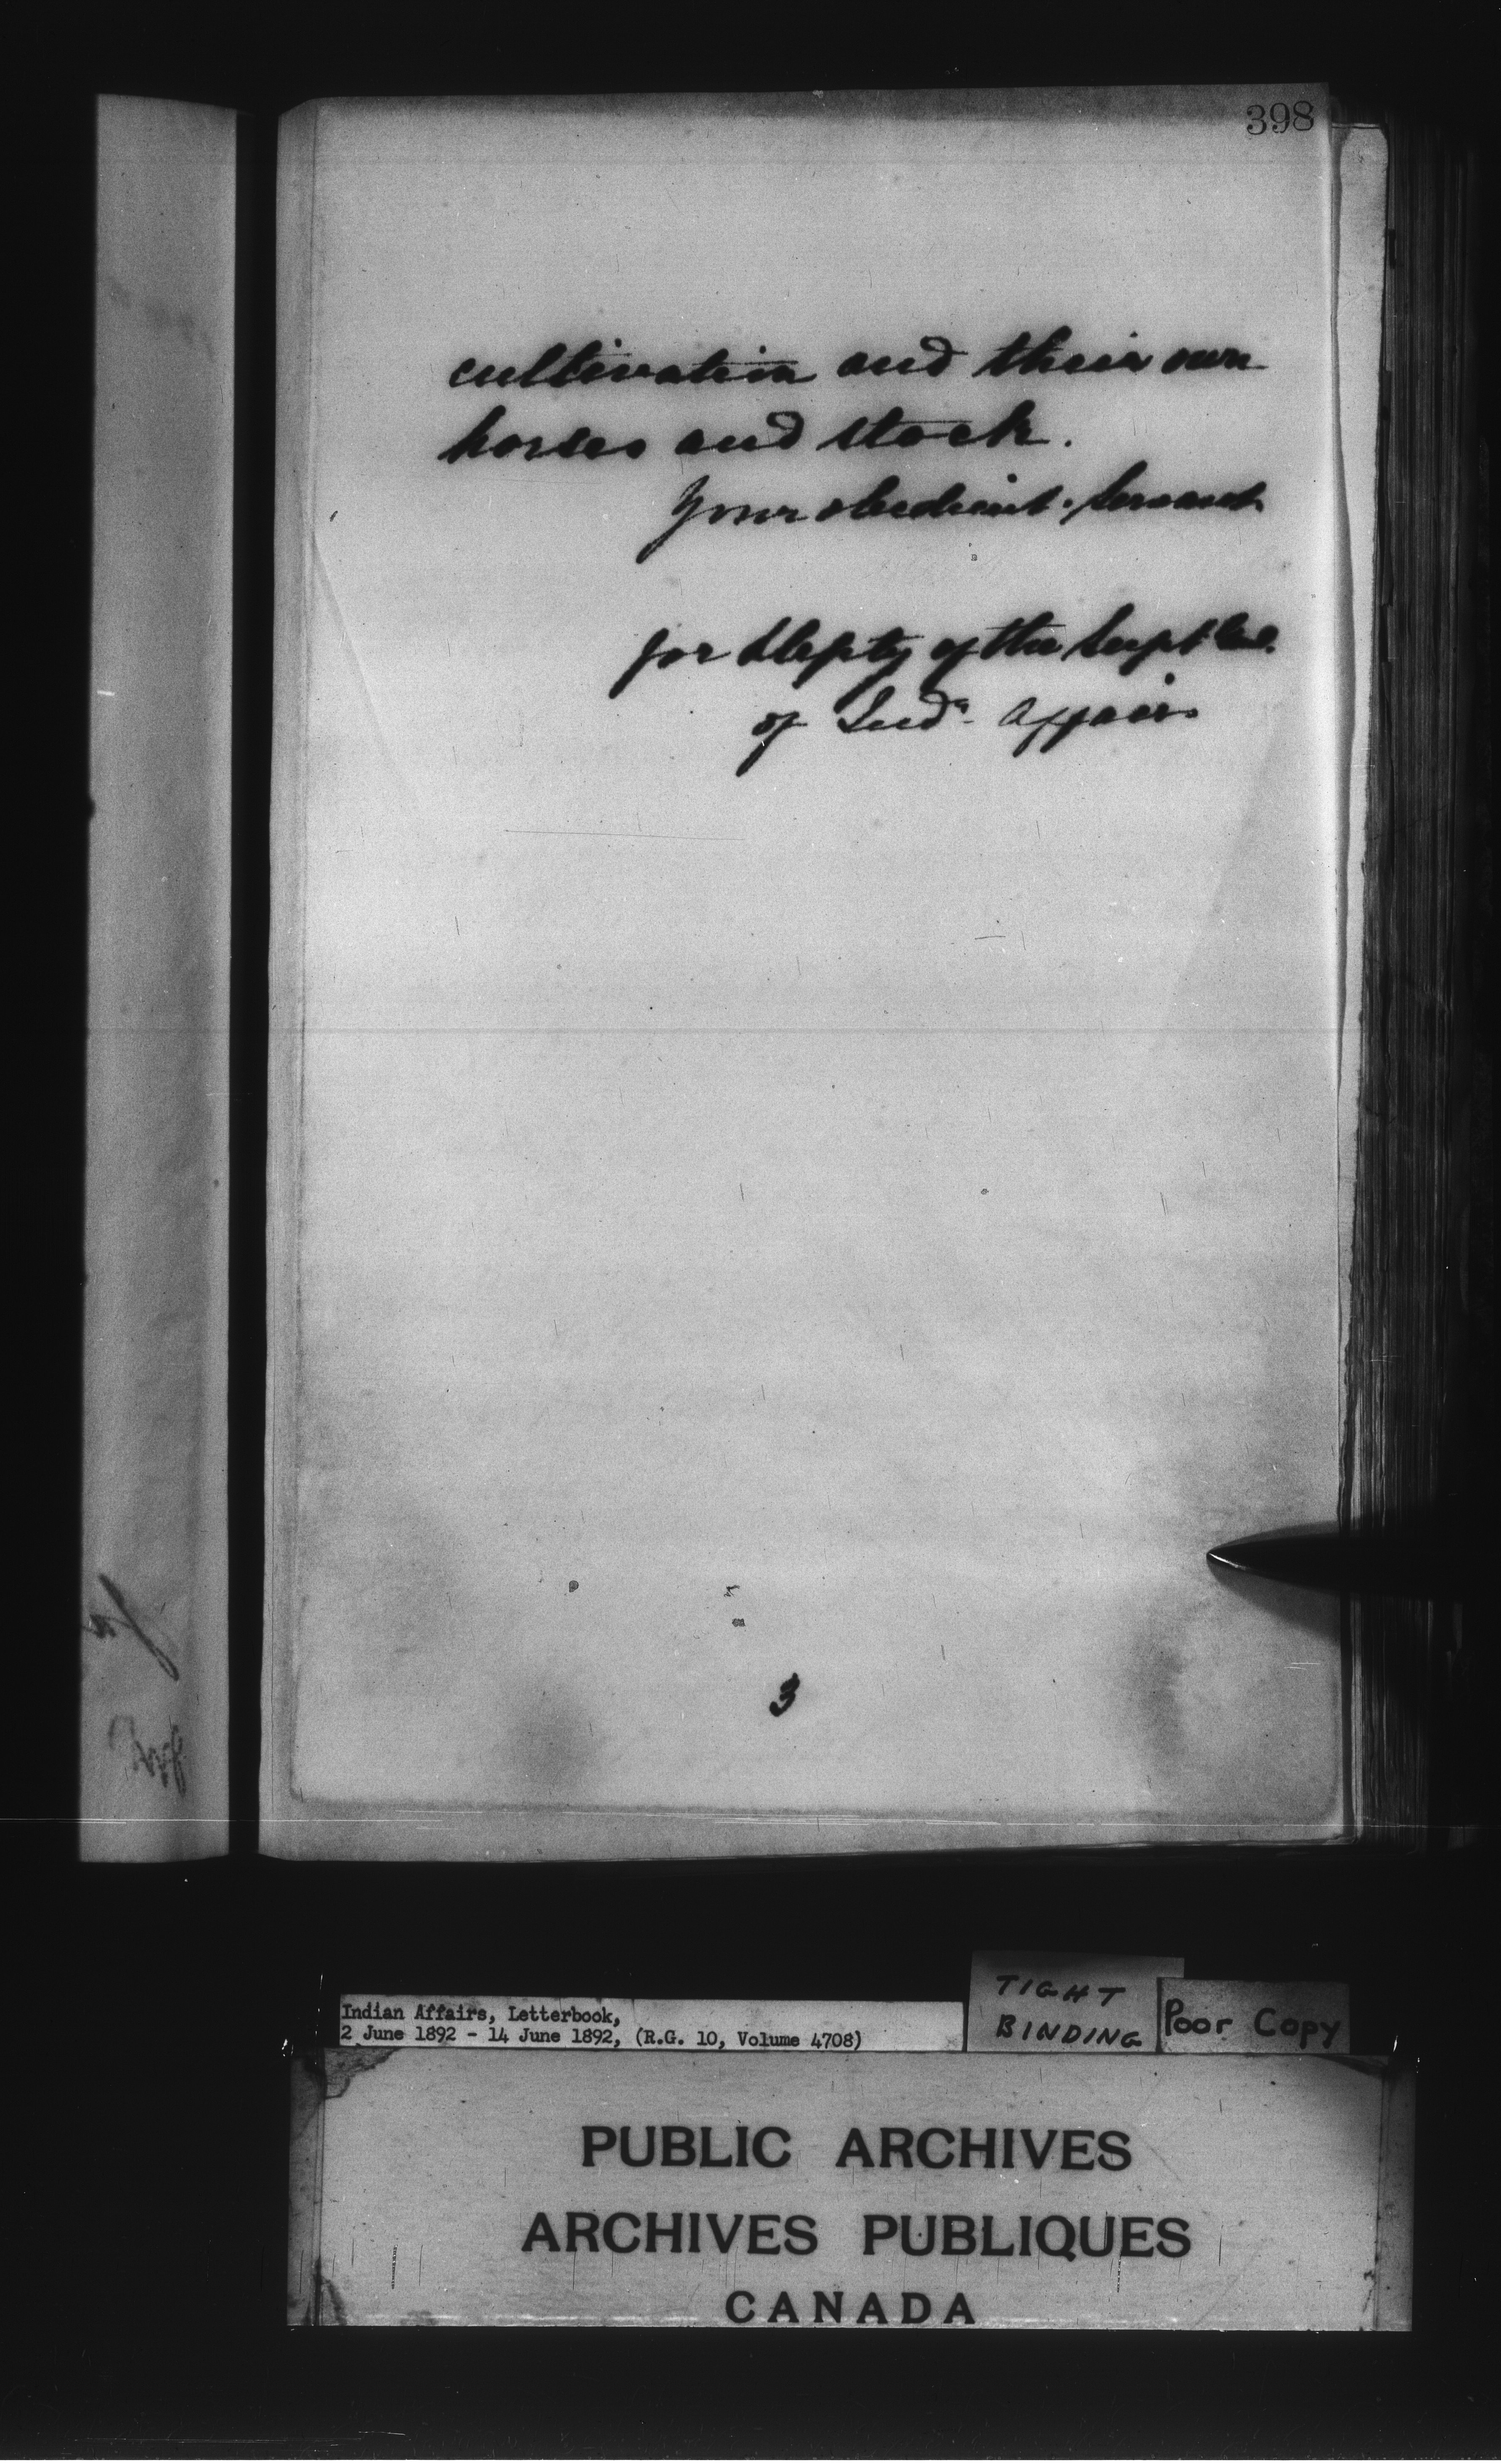 398
cultivation and their own
horses and stock.
Your obedient servant
for Depty of the Supt Genl.
of Indn Affairs
3
Indian Affairs, Letterbook,
2 June 1892 - 14 June 1892, (R.G. 10, Volume 4708)
TIGHT
BINDING
Poor Copy
PUBLIC ARCHIVES
ARCHIVES PUBLIQUES
CANADA